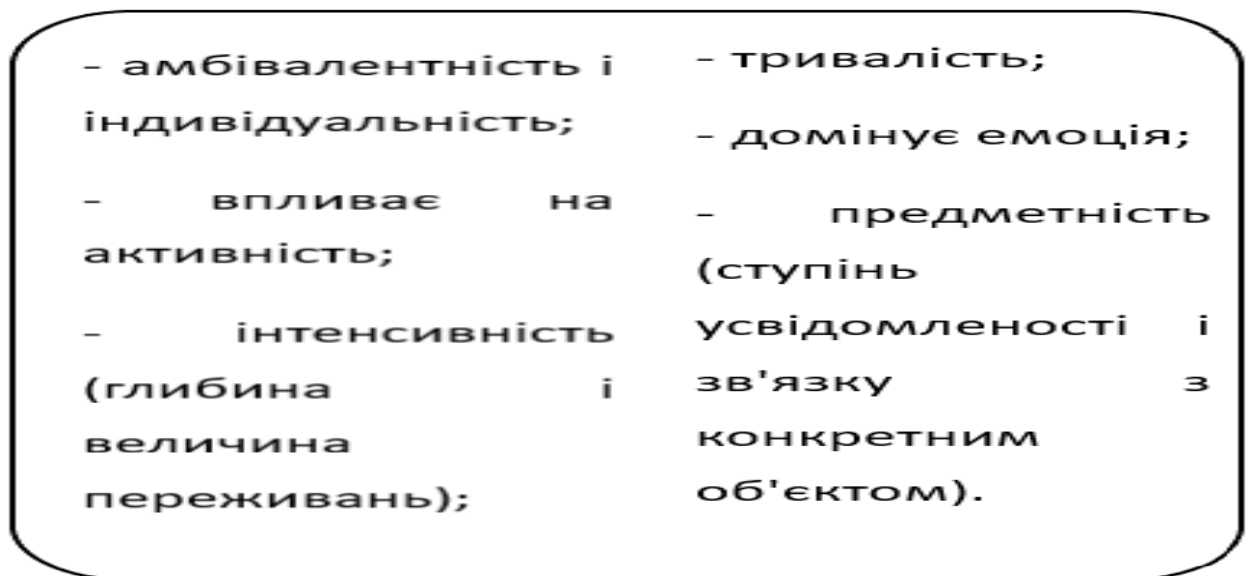 - амбівалентність і
індивідуальність;
- впливає на
активність;
- інтенсивність
(глибина і
величина
переживань);
- тривалість;
- домінує емоція;
- предметність
(ступінь
усвідомленості і
зв'язку з
конкретним
об'єктом).